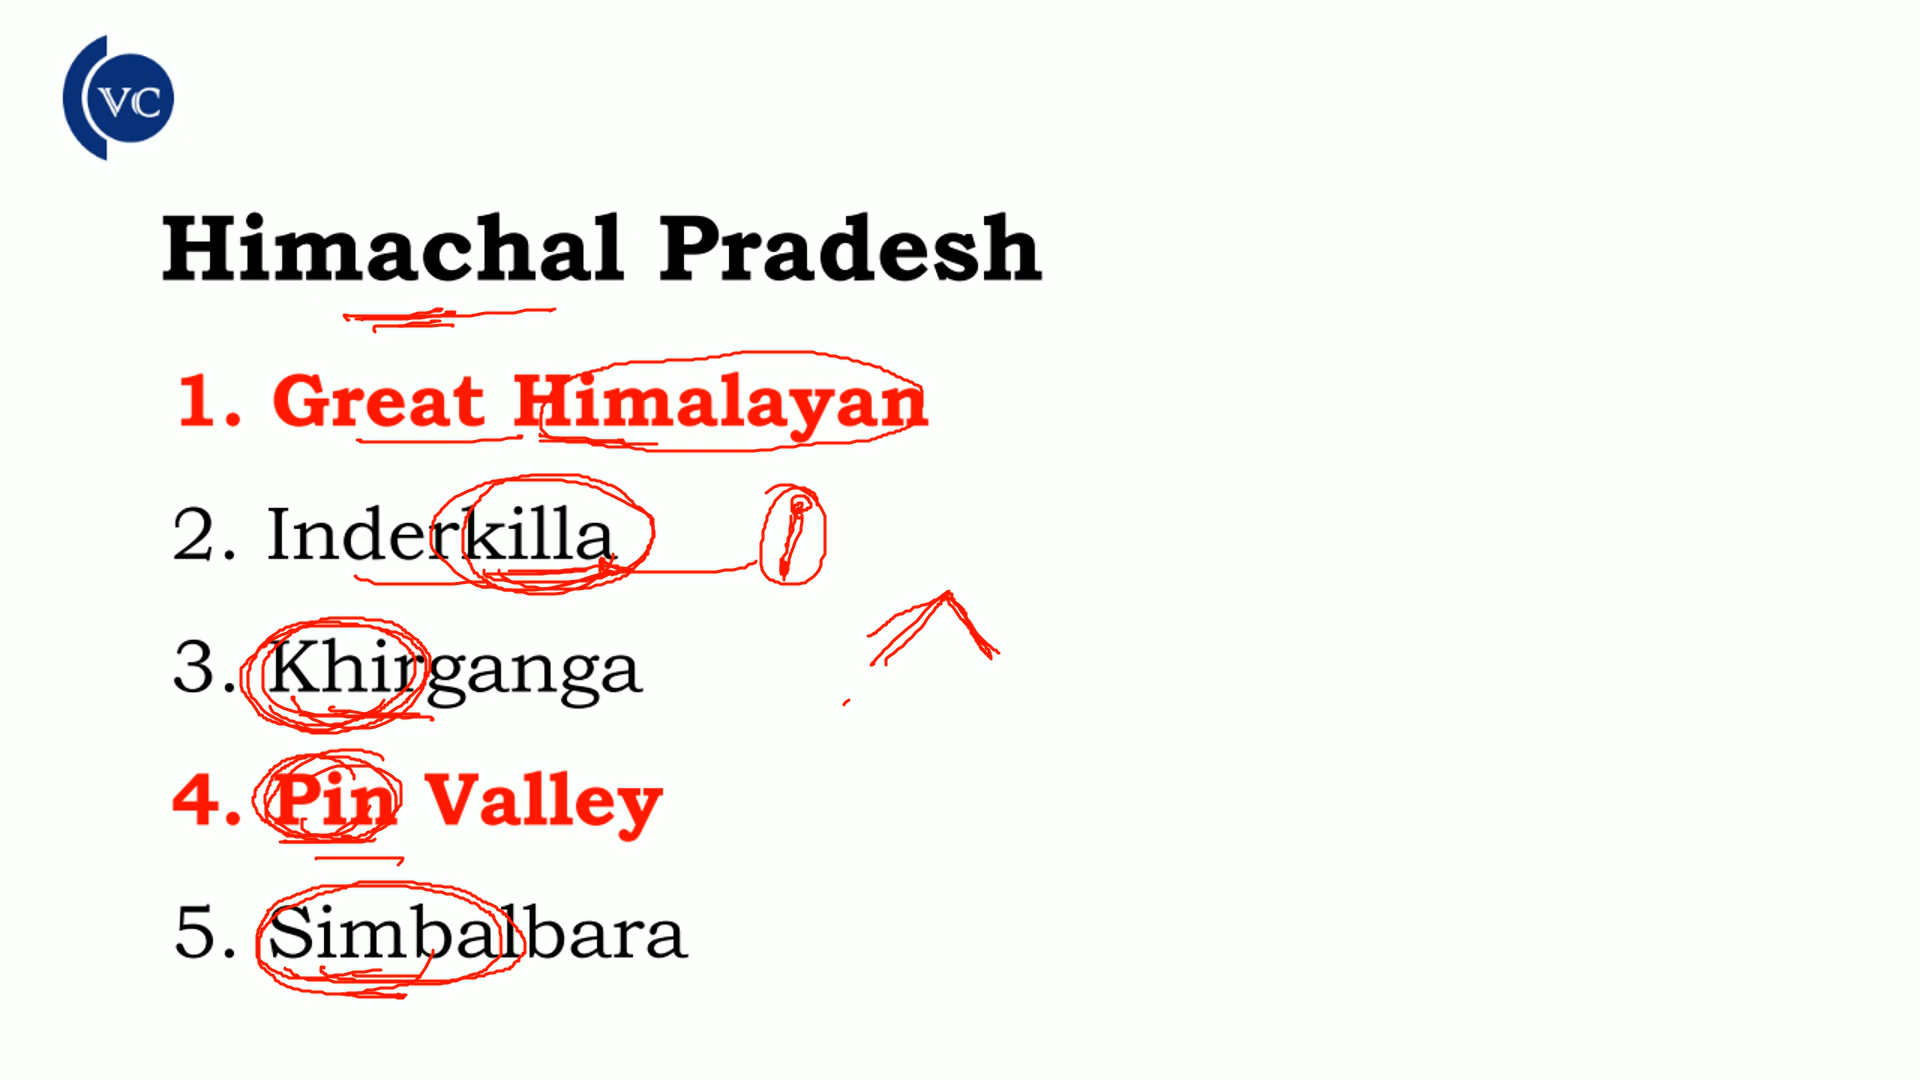 VC
Himachal Pradesh
1. Great Himalayan
2. Inderkilla
3. Khirganga
4. Pin Valley
5. Simbalbara